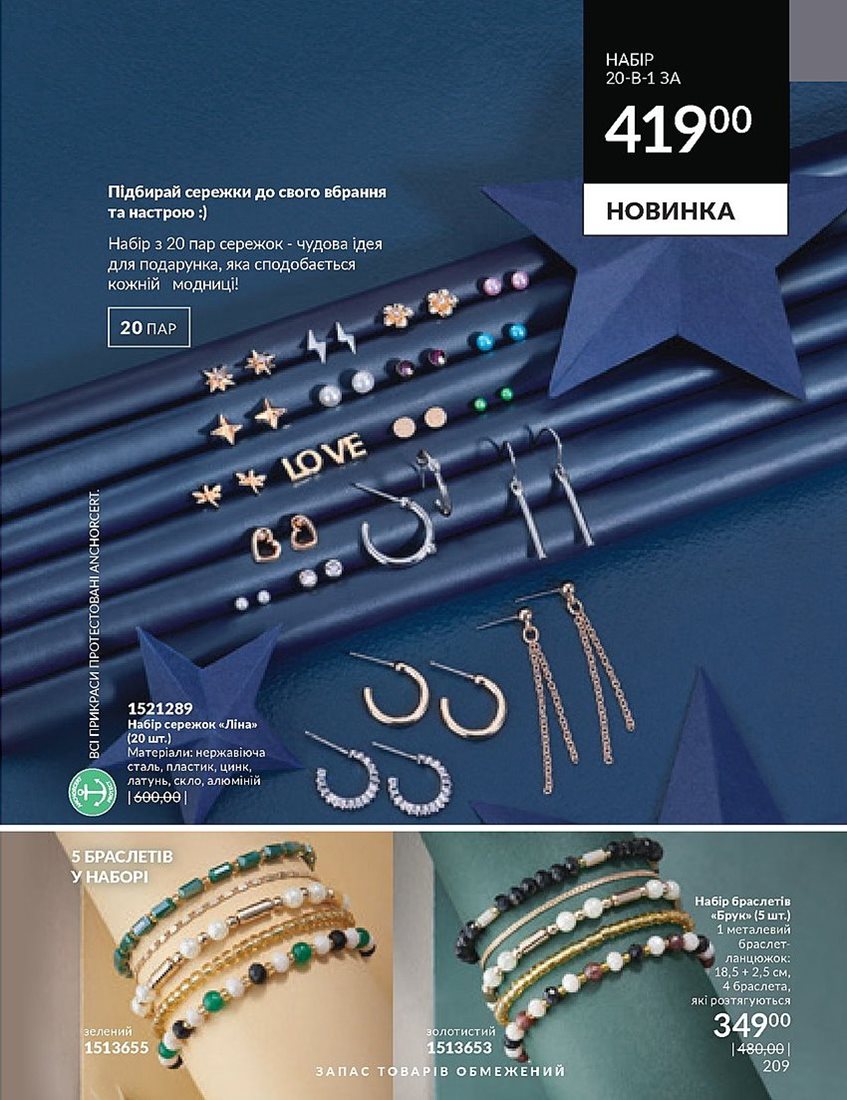 НАБІР
20-В-1 ЗА
419⁰⁰
НОВИНКА
Підбирай сережки до свого вбрання
та настрою :)
Набір з 20 пар сережок - чудова ідея
для подарунка, яка сподобається
кожній модниці!
20 ПАР
LOVE
ВСІ ПРИКРАСИ ПРОТЕСТОВАНІ ANCHORCERT.
1521289
Набір сережок «Ліна»
(20 шт.)
Матеріали: нержавіюча
сталь, пластик, цинк,
латунь, скло, алюміній
| 600,00 |
5 БРАСЛЕТІВ
У НАБОРІ
зелений
1513655
золотистий
1513653
Набір браслетів
«Брук» (5 шт.)
1 металевий
браслет-
ланцюжок:
18,5 + 2,5 см,
4 браслета,
які розтягуються
349⁰⁰
| 480,00 |
209
ЗАПАС ТОВАРІВ ОБМЕЖЕНИЙ